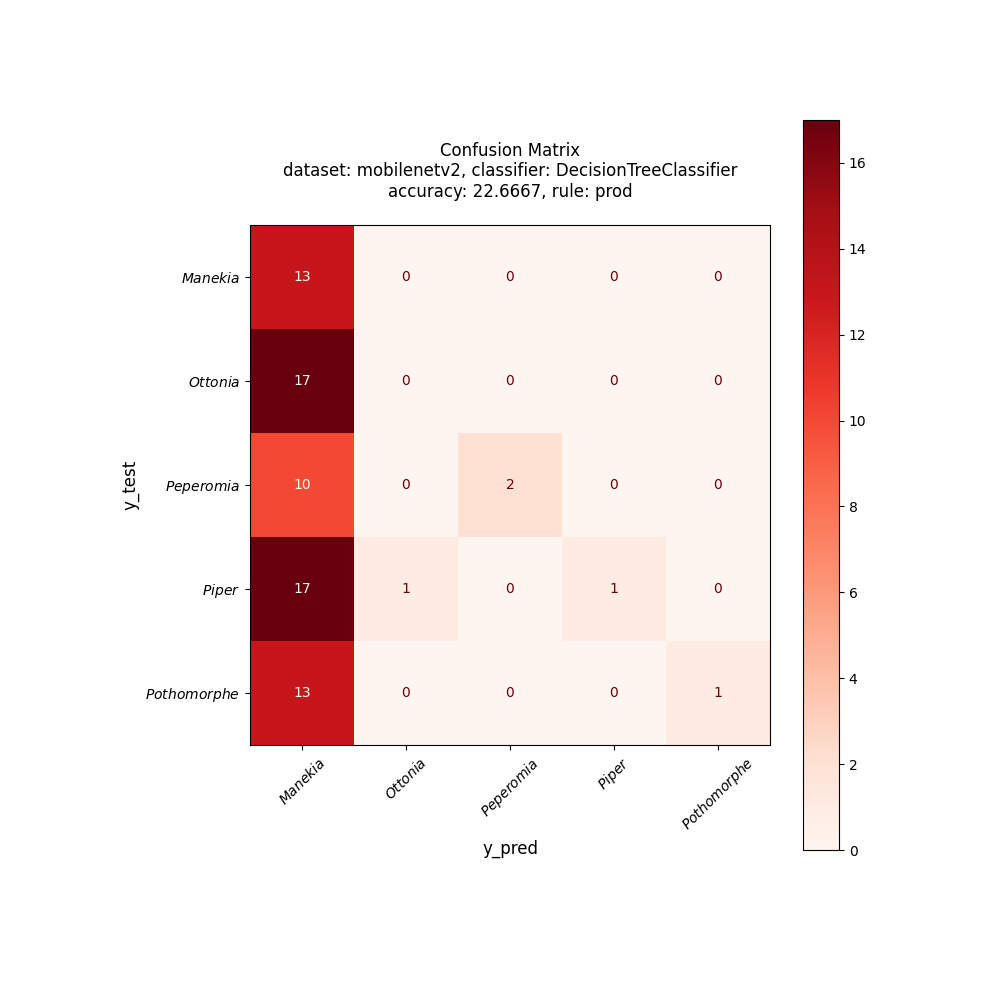 Confusion Matrix
dataset: mobilenetv2, classifier: DecisionTreeClassifier
accuracy: 22.6667, rule: prod
Manekia 13 0 0 0 0
Ottonia 17 0 0 0 0
Peperomia 10 0 2 0 0
Piper 17 1 0 1 0
Pothomorphe 13 0 0 0 1
y_test
Manekia Ottonia Peperomia Piper Pothomorphe
y_pred
16
14
12
10
8
6
4
2
0